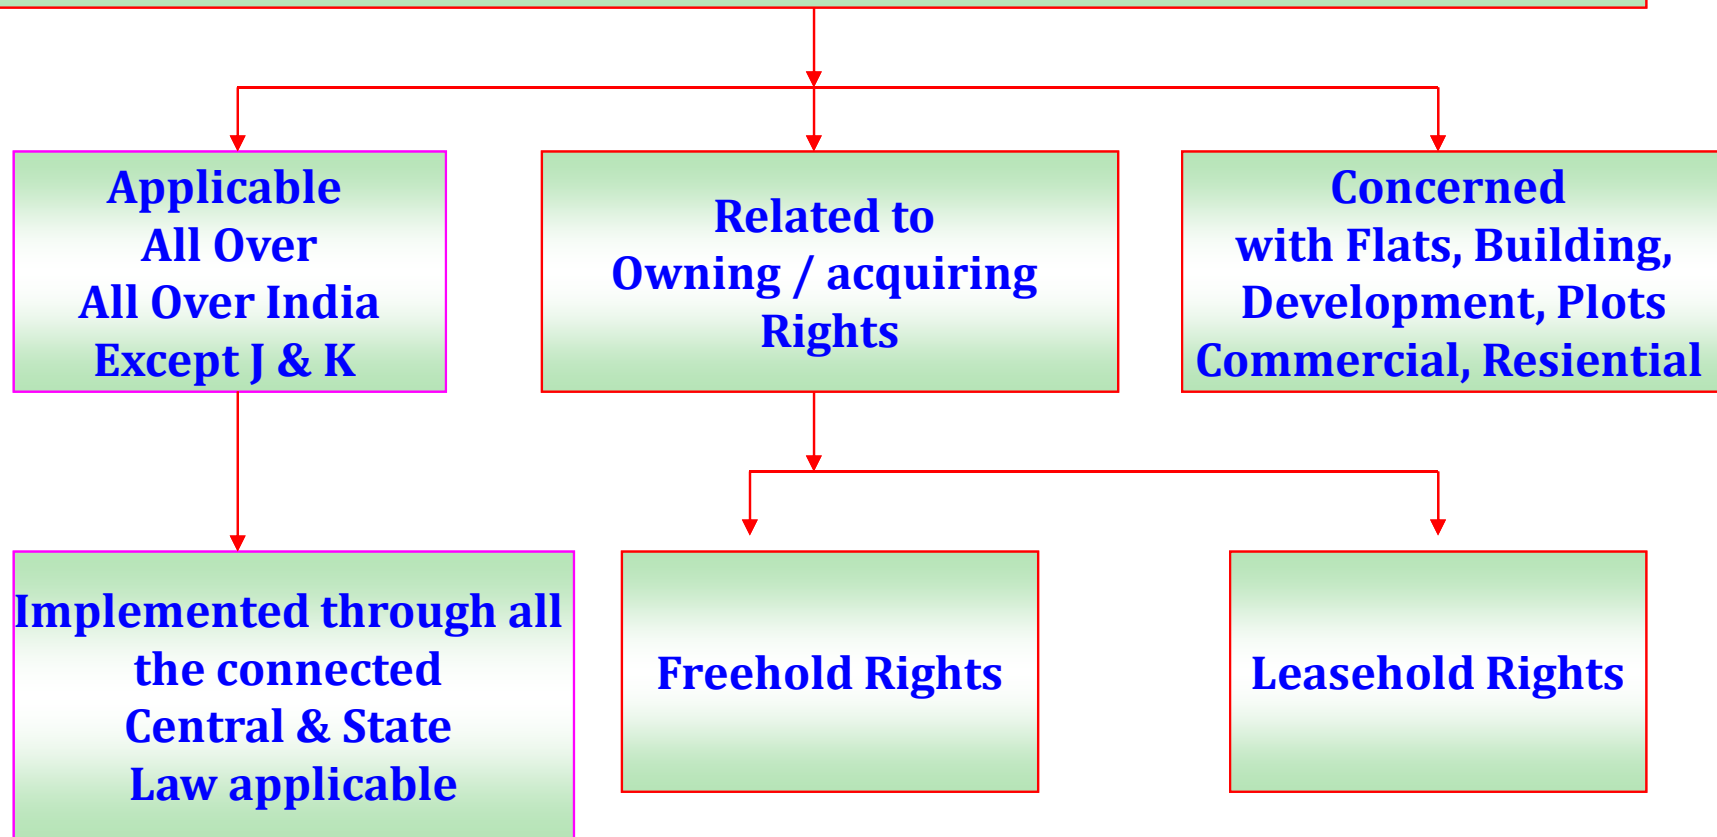 Applicable
All Over
All Over India
Except J & K
Related to
Owning / acquiring
Rights
Concerned
with Flats, Building,
Development, Plots
Commercial, Resiential
Implemented through all
the connected
Central & State
Law applicable
Freehold Rights
Leasehold Rights